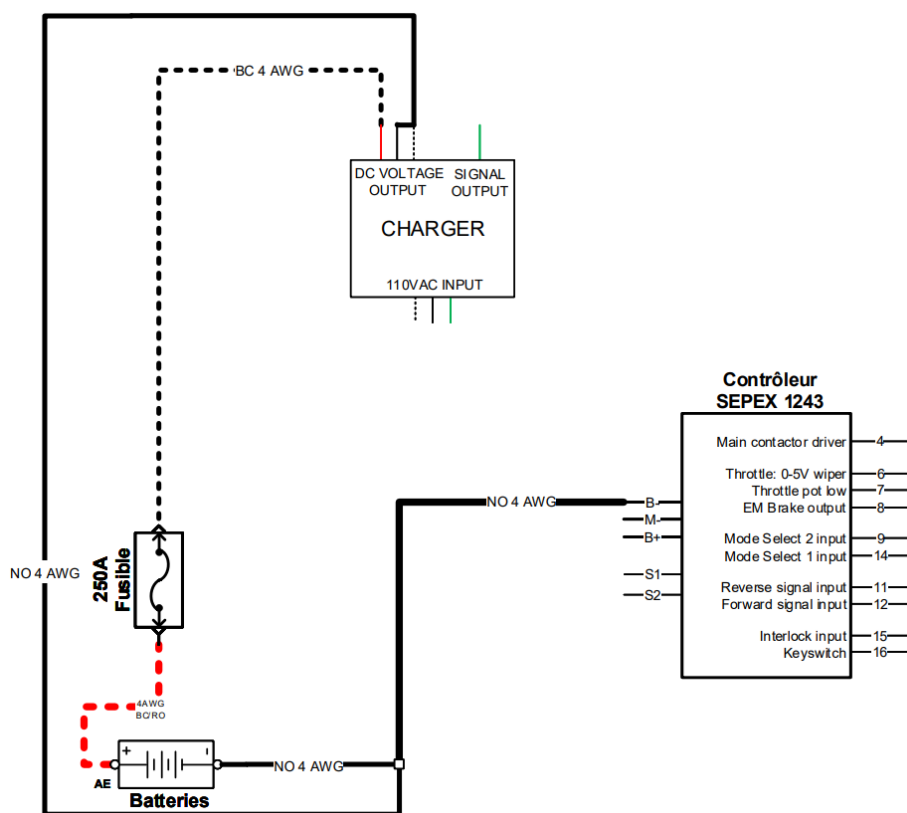 BC 4 AWG
DC VOLTAGE
OUTPUT
SIGNAL
OUTPUT
CHARGER
110VAC INPUT
Contrôleur
SEPEX 1243
Main contactor driver
4
Throttle: 0-5V wiper
6
Throttle pot low
7
EM Brake output
8
Mode Select 2 input
9
Mode Select 1 input
14
Reverse signal input
11
Forward signal input
12
Interlock input
15
Keyswitch
16
NO 4 AWG
B-
M-
B+
S1
S2
NO 4 AWG
250A
Fusible
4AWG
BC/RO
+
-
AE
NO 4 AWG
Batteries